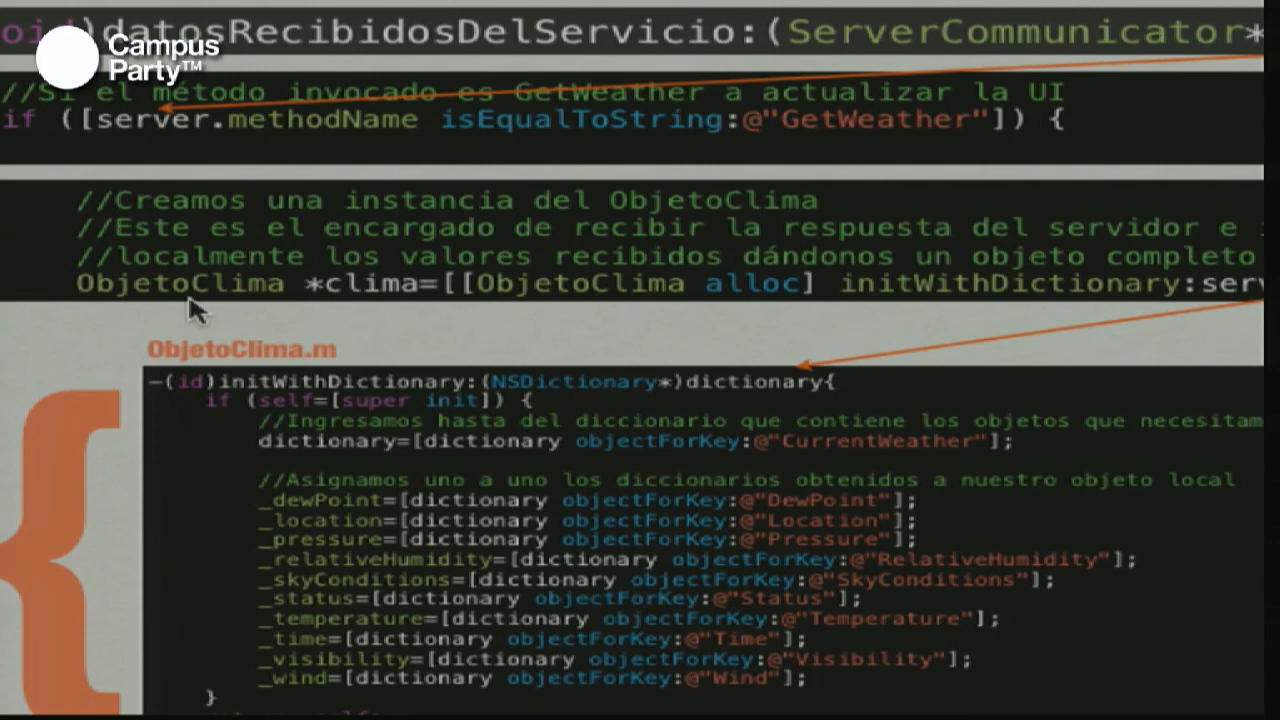 oid)datosRecibidosDelServicio:(ServerCommunicator*
Campus
Party™
//Si el método invocado es GetWeather a actualizar la UI
if ([server.methodName isEqualToString:@"GetWeather"]) {
//Creamos una instancia del ObjetoClima
//Este es el encargado de recibir la respuesta del servidor e
//localmente los valores recibidos dándonos un objeto completo
ObjetoClima *clima=[[ObjetoClima alloc] initWithDictionary:serv
ObjetoClima.m
-(id)initWithDictionary:(NSDictionary*)dictionary{
if (self=[super init]) {
//Ingresamos hasta del diccionario que contiene los objetos que necesitam
dictionary=[dictionary objectForKey:@"CurrentWeather"];
//Asignamos uno a uno los diccionarios obtenidos a nuestro objeto local
_dewPoint=[dictionary objectForKey:@"DewPoint"];
_location=[dictionary objectForKey:@"Location"];
_pressure=[dictionary objectForKey:@"Pressure"];
_relativeHumidity=[dictionary objectForKey:@"RelativeHumidity"];
_skyConditions=[dictionary objectForKey:@"SkyConditions"];
_status=[dictionary objectForKey:@"Status"];
_temperature=[dictionary objectForKey:@"Temperature"];
_time=[dictionary objectForKey:@"Time"];
_visibility=[dictionary objectForKey:@"Visibility"];
_wind=[dictionary objectForKey:@"Wind"];
}